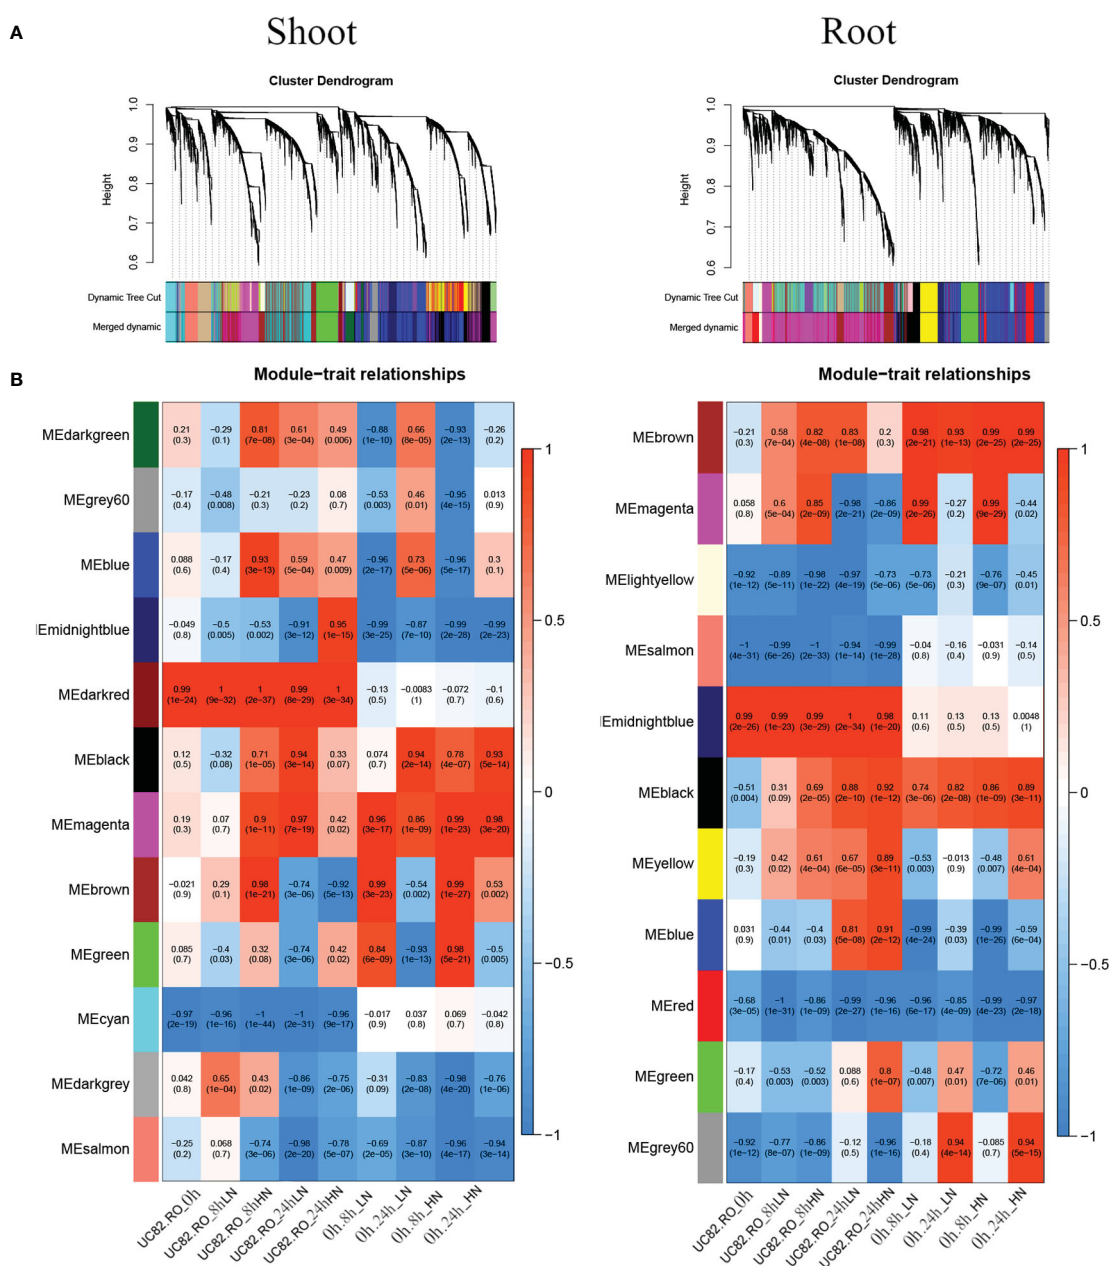 A
Shoot
Root
Cluster Dendrogram
Cluster Dendrogram
Height
1.0
0.9
0.8
0.7
0.6
Height
1.0
0.9
0.8
0.7
0.6
Dynamic Tree Cut
Merged dynamic
Dynamic Tree Cut
Merged dynamic
B
Module−trait relationships
MEdarkgreen
0.21 −0.29 0.81 0.61 0.49 −0.88 0.66 −0.93 −0.26
(0.3) (0.1) (7e−08) (3e−04) (0.006) (1e−10) (8e−05) (2e−13) (0.2)
MEgrey60
−0.17 −0.48 −0.21 −0.23 0.08 −0.53 0.46 −0.95 0.013
(0.4) (0.008) (0.3) (0.2) (0.7) (0.003) (0.01) (4e−15) (0.9)
MEblue
0.088 −0.17 0.93 0.59 0.47 −0.96 0.73 −0.96 0.3
(0.6) (0.4) (3e−13) (5e−04) (0.009) (2e−17) (5e−06) (5e−17) (0.1)
IEmidnightblue
−0.049 −0.5 −0.53 −0.91 0.95 −0.99 −0.87 −0.99 −0.99
(0.8) (0.005) (0.002) (3e−12) (1e−15) (3e−25) (7e−10) (2e−28) (2e−23)
MEdarkred
0.99 1 1 0.99 1 −0.13 −0.0083 −0.072 −0.1
(1e−24) (9e−32) (2e−37) (8e−29) (3e−34) (0.5) (1) (0.7) (0.6)
MEblack
0.12 −0.32 0.71 0.94 0.33 0.074 0.94 0.78 0.93
(0.5) (0.08) (1e−05) (3e−14) (0.07) (0.7) (2e−14) (4e−07) (5e−14)
MEmagenta
0.19 0.07 0.9 0.97 0.42 0.96 0.86 0.99 0.98
(0.3) (0.7) (1e−11) (7e−19) (0.02) (3e−17) (1e−09) (1e−23) (3e−20)
MEbrown
−0.021 0.29 0.98 −0.74 −0.92 0.99 −0.54 0.99 0.53
(0.9) (0.1) (1e−21) (3e−06) (5e−13) (3e−23) (0.002) (1e−27) (0.002)
MEgreen
0.085 −0.4 0.32 −0.74 0.42 0.84 −0.93 0.98 −0.5
(0.7) (0.03) (0.08) (3e−06) (0.02) (6e−09) (1e−13) (5e−21) (0.005)
MEcyan
−0.97 −0.96 −1 −1 −0.96 −0.017 0.037 0.069 −0.042
(2e−19) (1e−16) (1e−44) (2e−31) (9e−17) (0.9) (0.8) (0.7) (0.8)
MEdarkgrey
0.042 0.65 0.43 −0.86 −0.75 −0.31 −0.83 −0.98 −0.76
(0.8) (1e−04) (0.02) (1e−09) (2e−06) (0.09) (2e−08) (4e−20) (1e−06)
MEsalmon
−0.25 0.068 −0.74 −0.98 −0.78 −0.69 −0.87 −0.96 −0.94
(0.2) (0.7) (3e−06) (2e−20) (5e−07) (2e−05) (3e−10) (4e−17) (3e−14)
UC82.RO_0h
UC82.RO_8hLN
UC82.RO_8hHN
UC82.RO_24hLN
UC82.RO_24hHN
0h.8h_LN
0h.24h_LN
0h.8h_HN
0h.24h_HN
1
0.5
0
−0.5
−1
Module−trait relationships
MEbrown
−0.21 0.58 0.82 0.83 0.2 0.98 0.93 0.99 0.99
(0.3) (7e−04) (4e−08) (1e−08) (0.3) (2e−21) (1e−13) (2e−25) (2e−25)
MEmagenta
0.058 0.6 0.85 −0.98 −0.86 0.99 −0.27 0.99 −0.44
(0.8) (5e−04) (2e−09) (2e−21) (2e−09) (2e−26) (0.2) (9e−29) (0.02)
MElightyellow
−0.92 −0.89 −0.98 −0.97 −0.73 −0.73 −0.21 −0.76 −0.45
(1e−12) (5e−11) (1e−22) (4e−19) (5e−06) (5e−06) (0.3) (9e−07) (0.01)
MEsalmon
−1 −0.99 −1 −0.94 −0.99 −0.04 −0.16 −0.031 −0.14
(4e−31) (6e−26) (2e−33) (1e−14) (1e−28) (0.8) (0.4) (0.9) (0.5)
IEmidnightblue
0.99 0.99 0.99 1 0.98 0.11 0.13 0.13 0.0048
(2e−26) (1e−23) (3e−29) (2e−34) (1e−20) (0.6) (0.5) (0.5) (1)
MEblack
−0.51 0.31 0.69 0.88 0.92 0.74 0.82 0.86 0.89
(0.004) (0.09) (2e−05) (2e−10) (1e−12) (3e−06) (2e−08) (1e−09) (3e−11)
MEyellow
−0.19 0.42 0.61 0.67 0.89 −0.53 −0.013 −0.48 0.61
(0.3) (0.02) (4e−04) (6e−05) (3e−11) (0.003) (0.9) (0.007) (4e−04)
MEblue
0.031 −0.44 −0.4 0.81 0.91 −0.99 −0.39 −0.99 −0.59
(0.9) (0.01) (0.03) (5e−08) (2e−12) (4e−24) (0.03) (1e−26) (6e−04)
MEred
−0.68 −1 −0.86 −0.99 −0.96 −0.96 −0.85 −0.99 −0.97
(3e−05) (1e−31) (1e−09) (2e−27) (1e−16) (6e−17) (4e−09) (4e−23) (2e−18)
MEgreen
−0.17 −0.53 −0.52 0.088 0.8 −0.48 0.47 −0.72 0.46
(0.4) (0.003) (0.003) (0.6) (1e−07) (0.007) (0.01) (7e−06) (0.01)
MEgrey60
−0.92 −0.77 −0.86 −0.12 −0.96 −0.18 0.94 −0.085 0.94
(1e−12) (8e−07) (1e−09) (0.5) (1e−16) (0.4) (4e−14) (0.7) (5e−15)
UC82.RO_0h
UC82.RO_8hLN
UC82.RO_8hHN
UC82.RO_24hLN
UC82.RO_24hHN
0h.8h_LN
0h.24h_LN
0h.8h_HN
0h.24h_HN
1
0.5
0
−0.5
−1